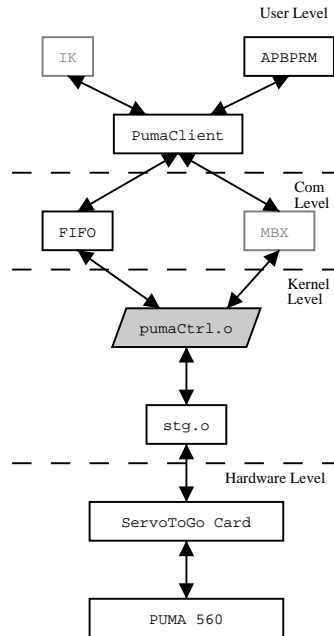 User Level
IK
APBPRM
PumaClient
Com
Level
FIFO
MBX
Kernel
Level
pumaCtrl.o
stg.o
Hardware Level
ServoToGo Card
PUMA 560